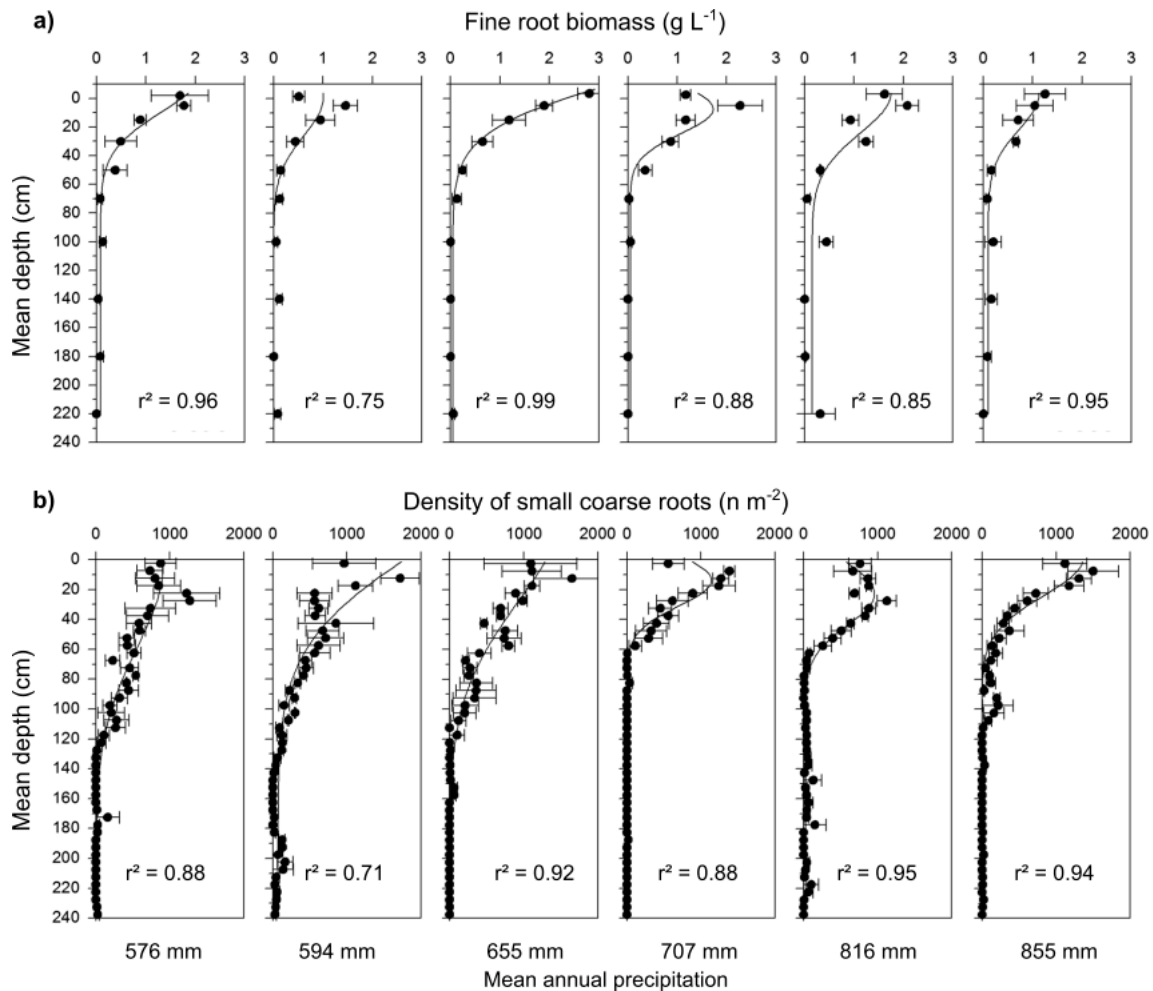 a)
Fine root biomass (g L⁻¹)
0 1 2 3 0 1 2 3 0 1 2 3 0 1 2 3 0 1 2 3 0 1 2 3
Mean depth (cm)
0
20
40
60
80
100
120
140
160
180
200
220
240
r² = 0.96 r² = 0.75 r² = 0.99 r² = 0.88 r² = 0.85 r² = 0.95
b)
Density of small coarse roots (n m⁻²)
0 1000 2000 0 1000 2000 0 1000 2000 0 1000 2000 0 1000 2000 0 1000 2000
Mean depth (cm)
0
20
40
60
80
100
120
140
160
180
200
220
240
r² = 0.88 r² = 0.71 r² = 0.92 r² = 0.88 r² = 0.95 r² = 0.94
576 mm 594 mm 655 mm 707 mm 816 mm 855 mm
Mean annual precipitation